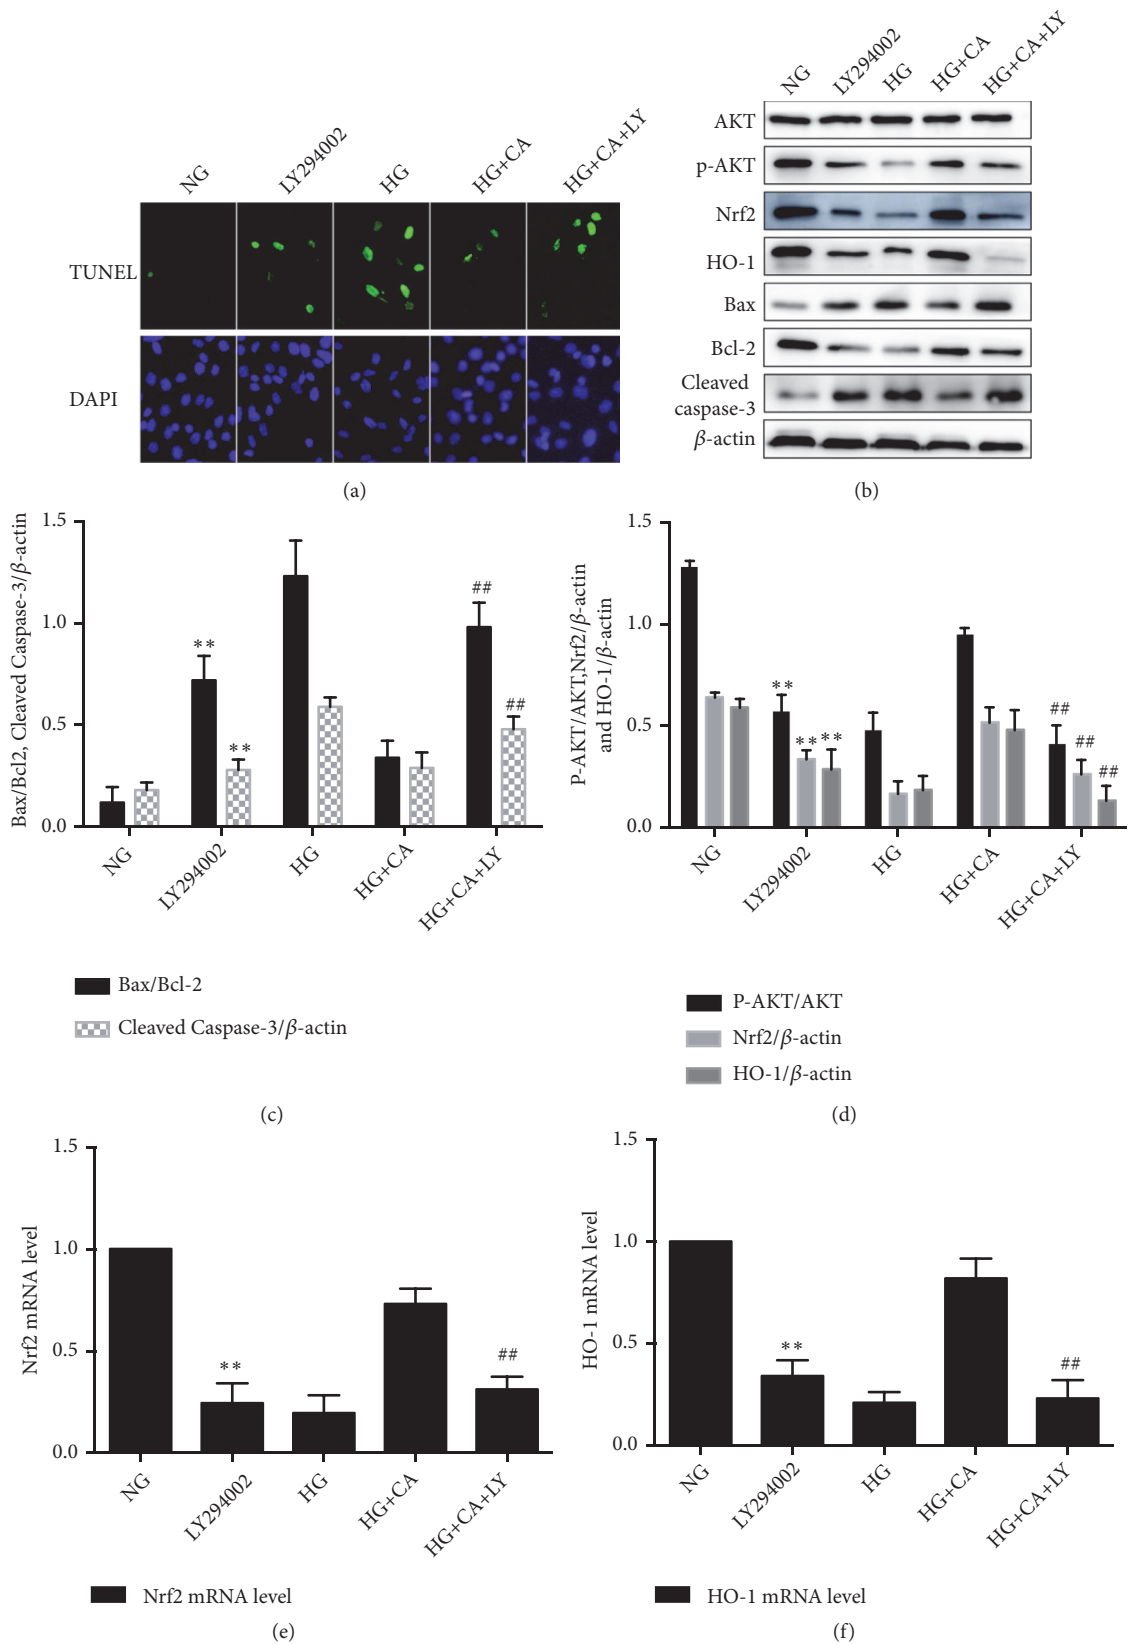 NG
LY294002
HG
HG+CA
HG+CA+LY
TUNEL
DAPI
(a)
NG
LY294002
HG
HG+CA
HG+CA+LY
AKT
p-AKT
Nrf2
HO-1
Bax
Bcl-2
Cleaved
caspase-3
β-actin
(b)
Bax/Bcl2, Cleaved Caspase-3/β-actin
1.5
1.0
0.5
0.0
**
**
##
##
NG
LY294002
HG
HG+CA
HG+CA+LY
Bax/Bcl-2
Cleaved Caspase-3/β-actin
(c)
P-AKT/AKT,Nrf2/β-actin
and HO-1/β-actin
1.5
1.0
0.5
0.0
**
**
**
##
##
##
NG
LY294002
HG
HG+CA
HG+CA+LY
P-AKT/AKT
Nrf2/β-actin
HO-1/β-actin
(d)
Nrf2 mRNA level
1.5
1.0
0.5
0.0
**
##
NG
LY294002
HG
HG+CA
HG+CA+LY
Nrf2 mRNA level
(e)
HO-1 mRNA level
1.5
1.0
0.5
0.0
**
##
NG
LY294002
HG
HG+CA
HG+CA+LY
HO-1 mRNA level
(f)